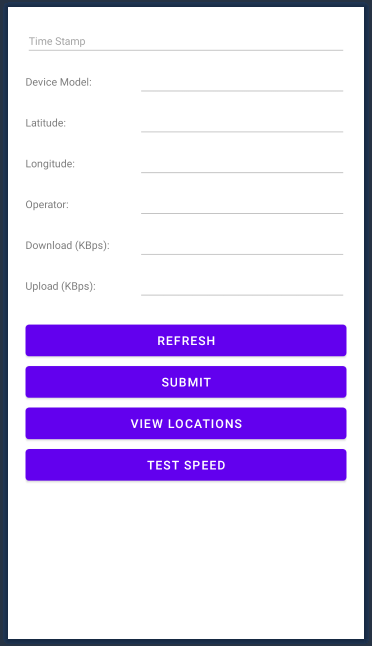 Time Stamp
Device Model:
Latitude:
Longitude:
Operator:
Download (KBps):
Upload (KBps):
REFRESH
SUBMIT
VIEW LOCATIONS
TEST SPEED